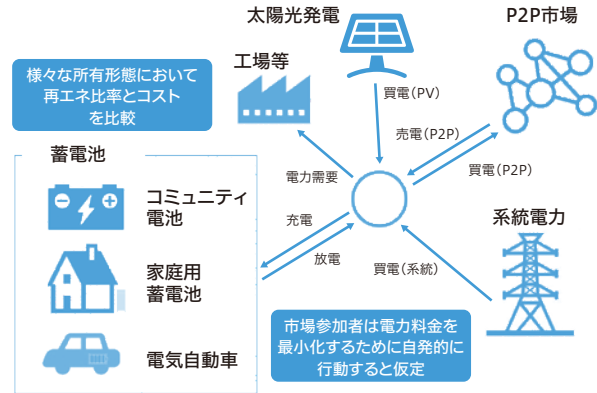 太陽光発電
P2P市場
工場等
様々な所有形態において
再エネ比率とコスト
を比較
買電(PV)
売電(P2P)
買電(P2P)
蓄電池
電力需要
コミュニティ
電池
充電
系統電力
放電
家庭用
蓄電池
買電(系統)
市場参加者は電力料金を
最小化するために自発的に
行動すると仮定
電気自動車